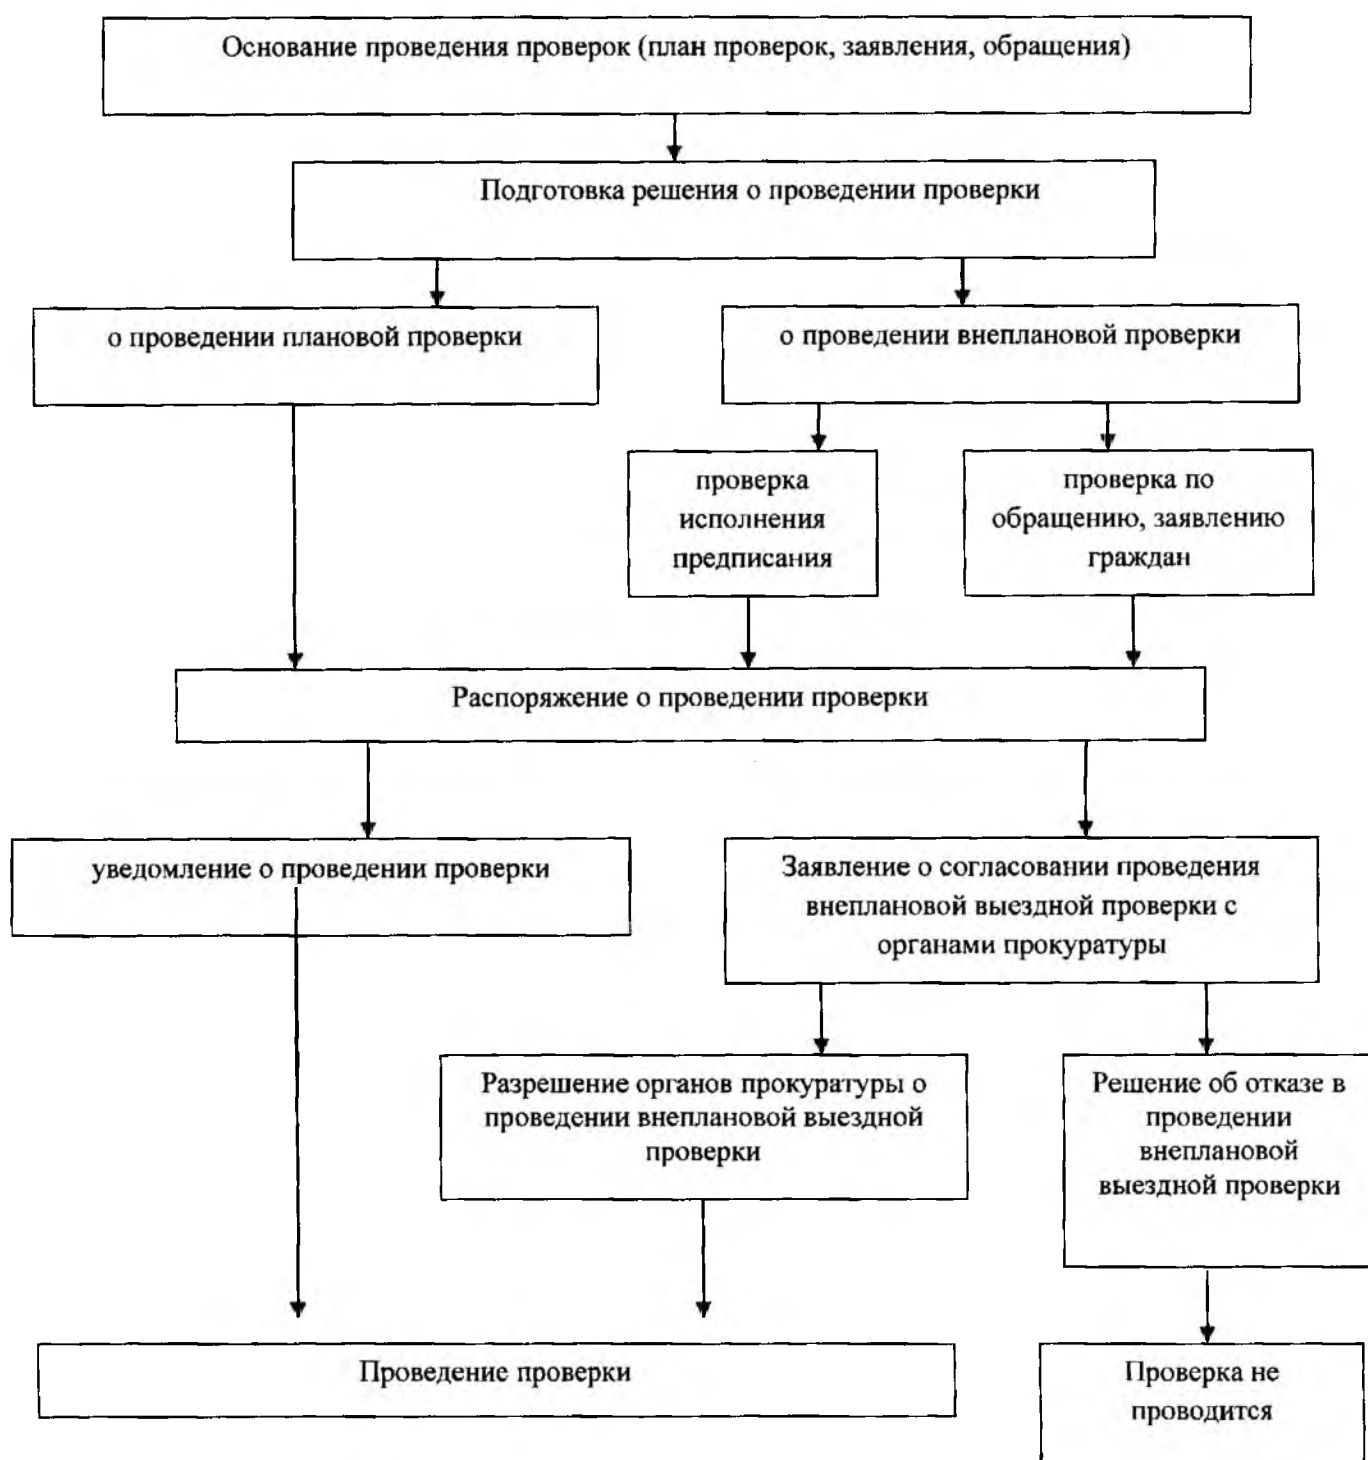 Основание проведения проверок (план проверок, заявления, обращения)
Подготовка решения о проведении проверки
о проведении плановой проверки
о проведении внеплановой проверки
проверка
исполнения
предписания
проверка по
обращению, заявлению
граждан
Распоряжение о проведении проверки
уведомление о проведении проверки
Заявление о согласовании проведения
внеплановой выездной проверки с
органами прокуратуры
Разрешение органов прокуратуры о
проведении внеплановой выездной
проверки
Решение об отказе в
проведении
внеплановой
выездной проверки
Проведение проверки
Проверка не
проводится